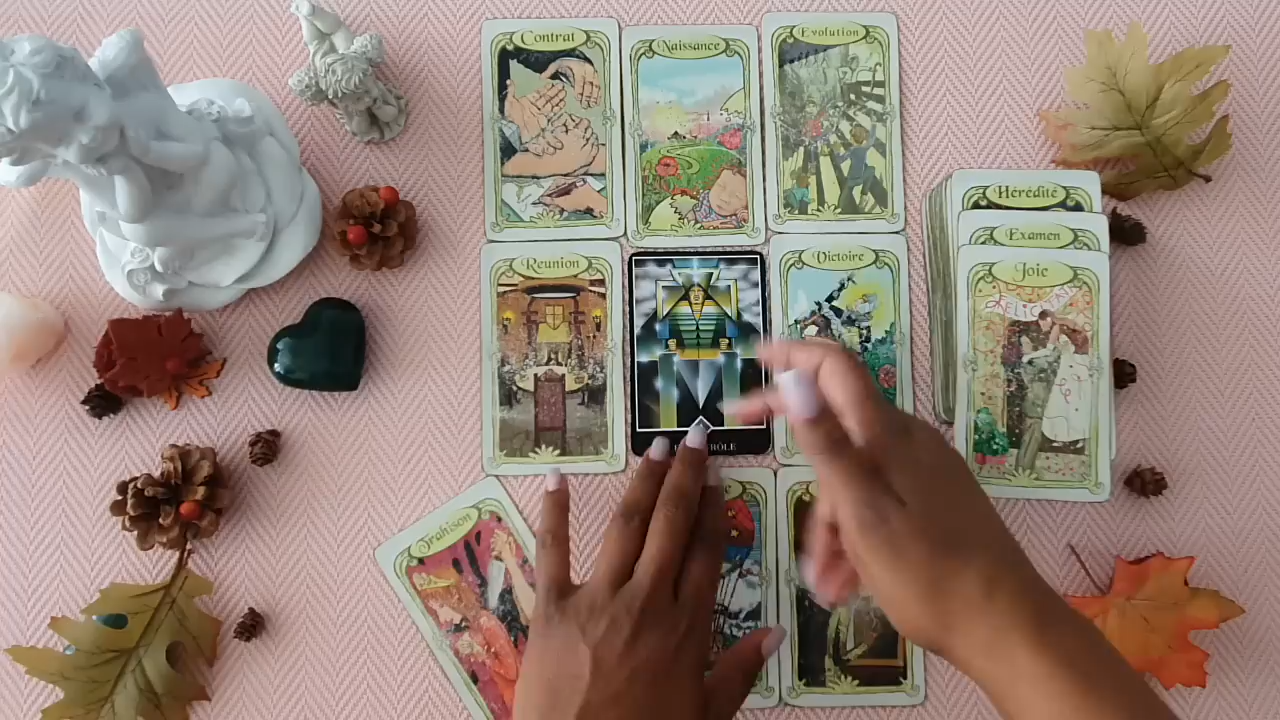 Contrat
Naissance
Evolution
Hérédité
Examen
Reunion
Victoire
Joie
Trahison